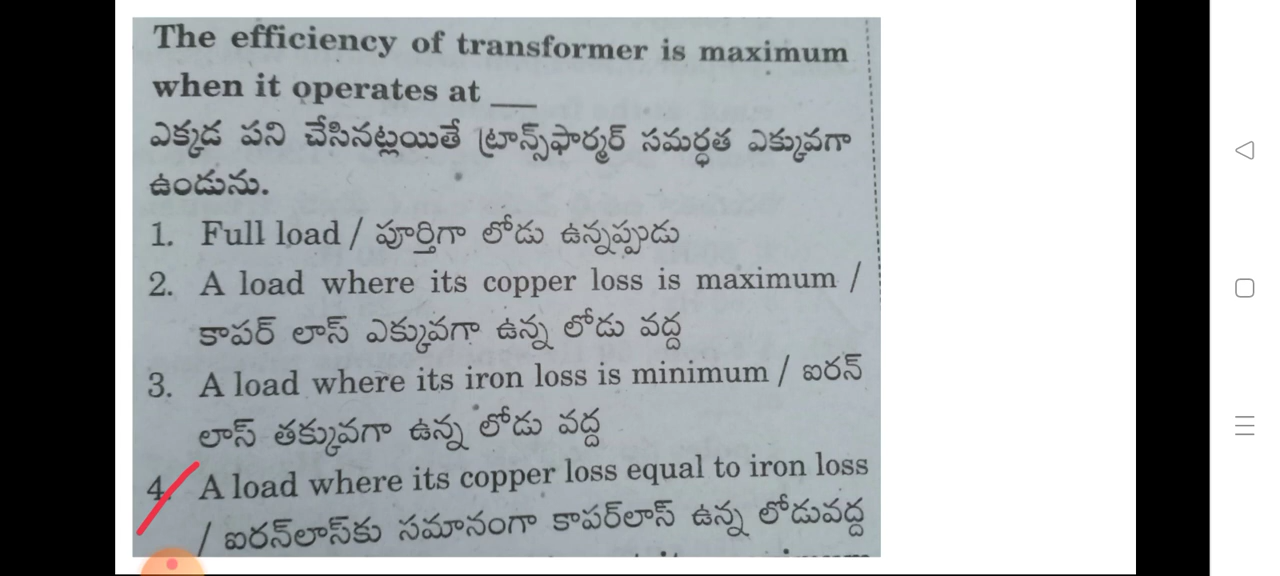 The efficiency of transformer is maximum
when it operates at ___
ఎక్కడ పని చేసినట్లయితే ట్రాన్స్‌ఫార్మర్ సమర్ధత ఎక్కువగా
ఉండును.
1. Full load / పూర్తిగా లోడు ఉన్నప్పుడు
2. A load where its copper loss is maximum /
కాపర్ లాస్ ఎక్కువగా ఉన్న లోడు వద్ద
3. A load where its iron loss is minimum / ఐరన్
లాస్ తక్కువగా ఉన్న లోడు వద్ద
4. A load where its copper loss equal to iron loss
/ ఐరన్‌లాస్‌కు సమానంగా కాపర్‌లాస్ ఉన్న లోడువద్ద